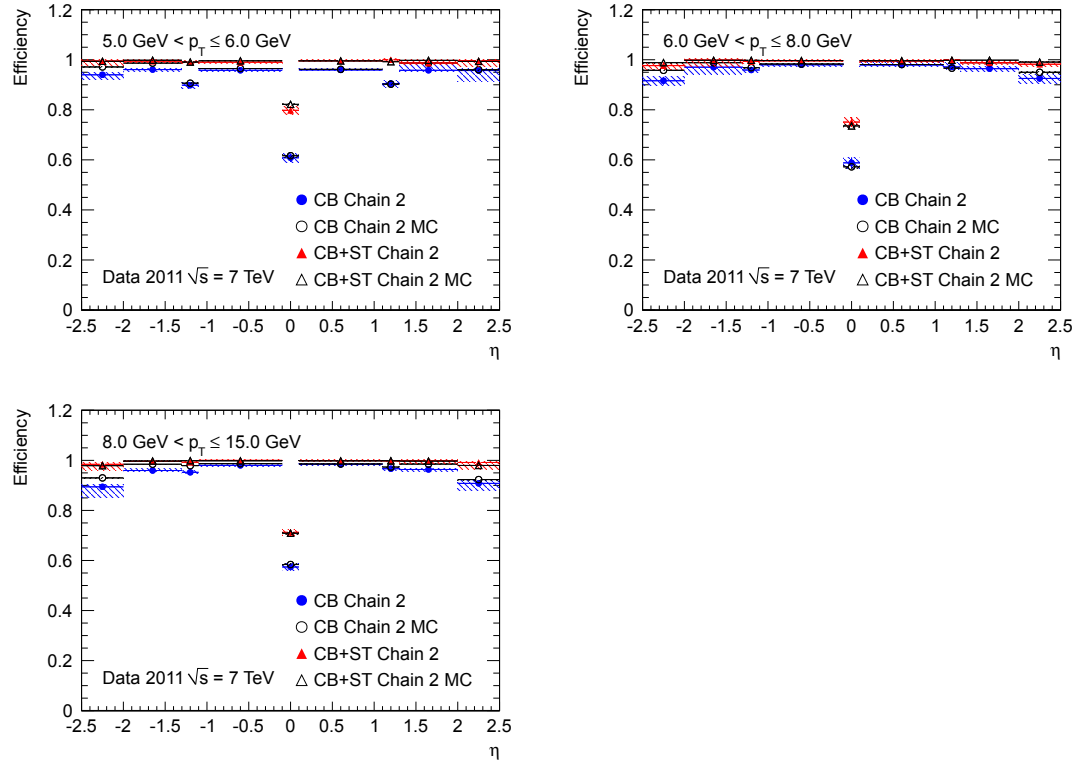 Efficiency
1.2
1
0.8
0.6
0.4
0.2
0
5.0 GeV < p_T ≤ 6.0 GeV
CB Chain 2
CB Chain 2 MC
CB+ST Chain 2
CB+ST Chain 2 MC
Data 2011 √s = 7 TeV
-2.5 -2 -1.5 -1 -0.5 0 0.5 1 1.5 2 2.5
η
Efficiency
1.2
1
0.8
0.6
0.4
0.2
0
6.0 GeV < p_T ≤ 8.0 GeV
CB Chain 2
CB Chain 2 MC
CB+ST Chain 2
CB+ST Chain 2 MC
Data 2011 √s = 7 TeV
-2.5 -2 -1.5 -1 -0.5 0 0.5 1 1.5 2 2.5
η
Efficiency
1.2
1
0.8
0.6
0.4
0.2
0
8.0 GeV < p_T ≤ 15.0 GeV
CB Chain 2
CB Chain 2 MC
CB+ST Chain 2
CB+ST Chain 2 MC
Data 2011 √s = 7 TeV
-2.5 -2 -1.5 -1 -0.5 0 0.5 1 1.5 2 2.5
η